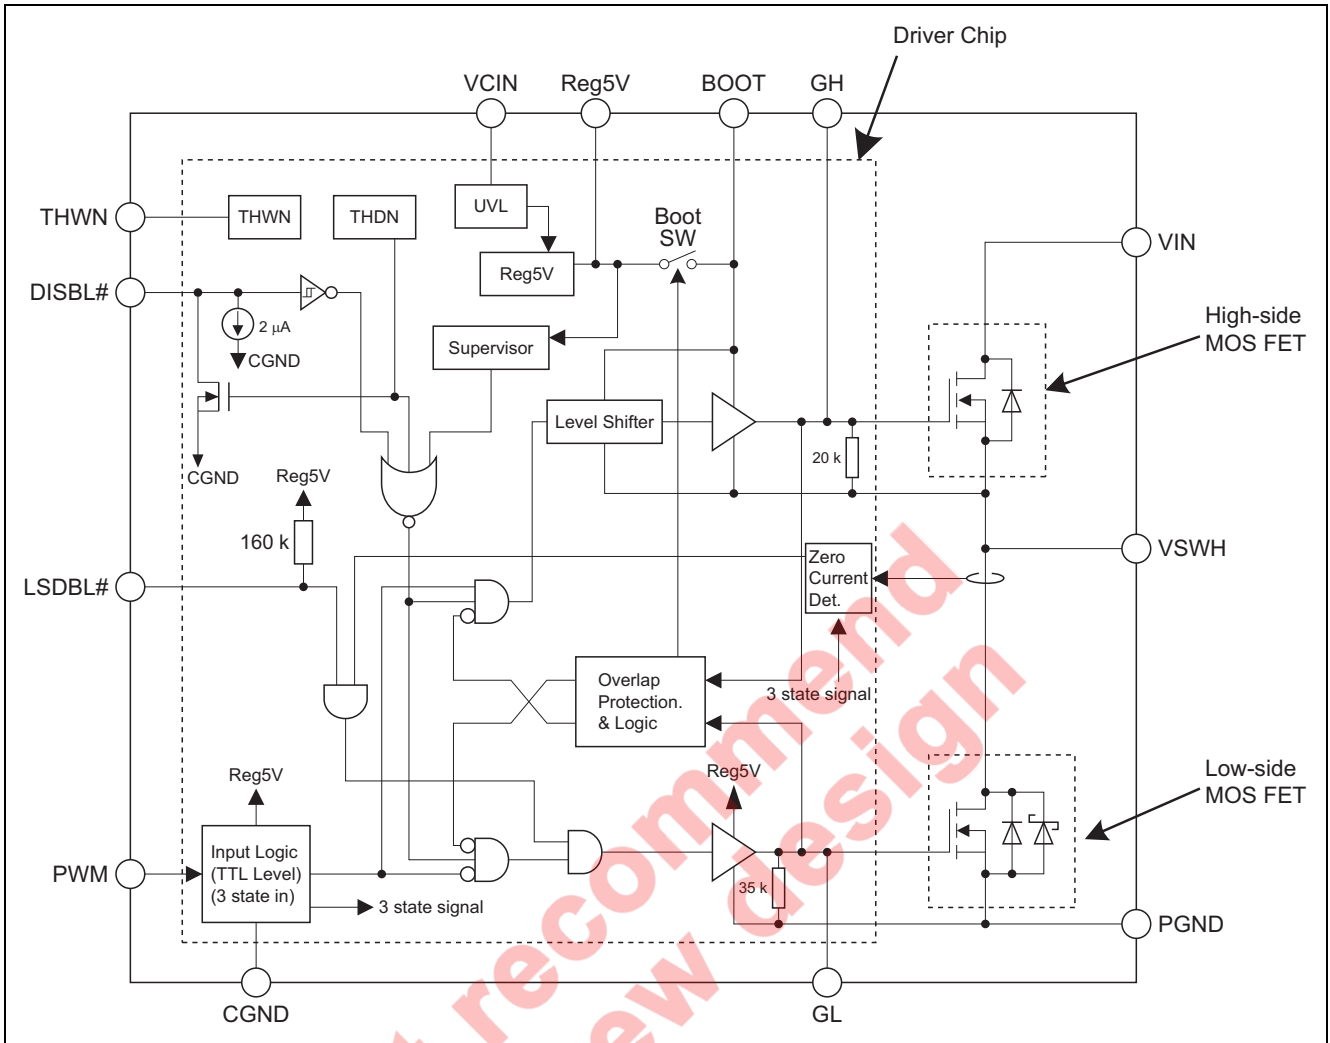 Driver Chip
VCIN
Reg5V
BOOT
GH
THWN
THWN
THDN
UVL
Boot
SW
VIN
Reg5V
DISBL#
2 μA
CGND
Supervisor
High-side
MOS FET
Level Shifter
20 k
CGND
Reg5V
160 k
VSWH
Zero
Current
Det.
LSDBL#
Overlap
Protection.
& Logic
3 state signal
Reg5V
Reg5V
Low-side
MOS FET
Input Logic
(TTL Level)
(3 state in)
PWM
35 k
3 state signal
PGND
CGND
GL
recommend
design